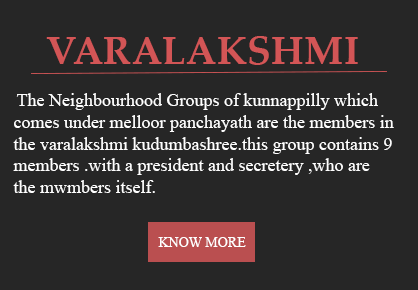 VARALAKSHMI
The Neighbourhood Groups of kunnappilly which
comes under melloor panchayath are the members in
the varalakshmi kudumbashree.this group contains 9
members .with a president and secretery ,who are
the mwmbers itself.
KNOW MORE